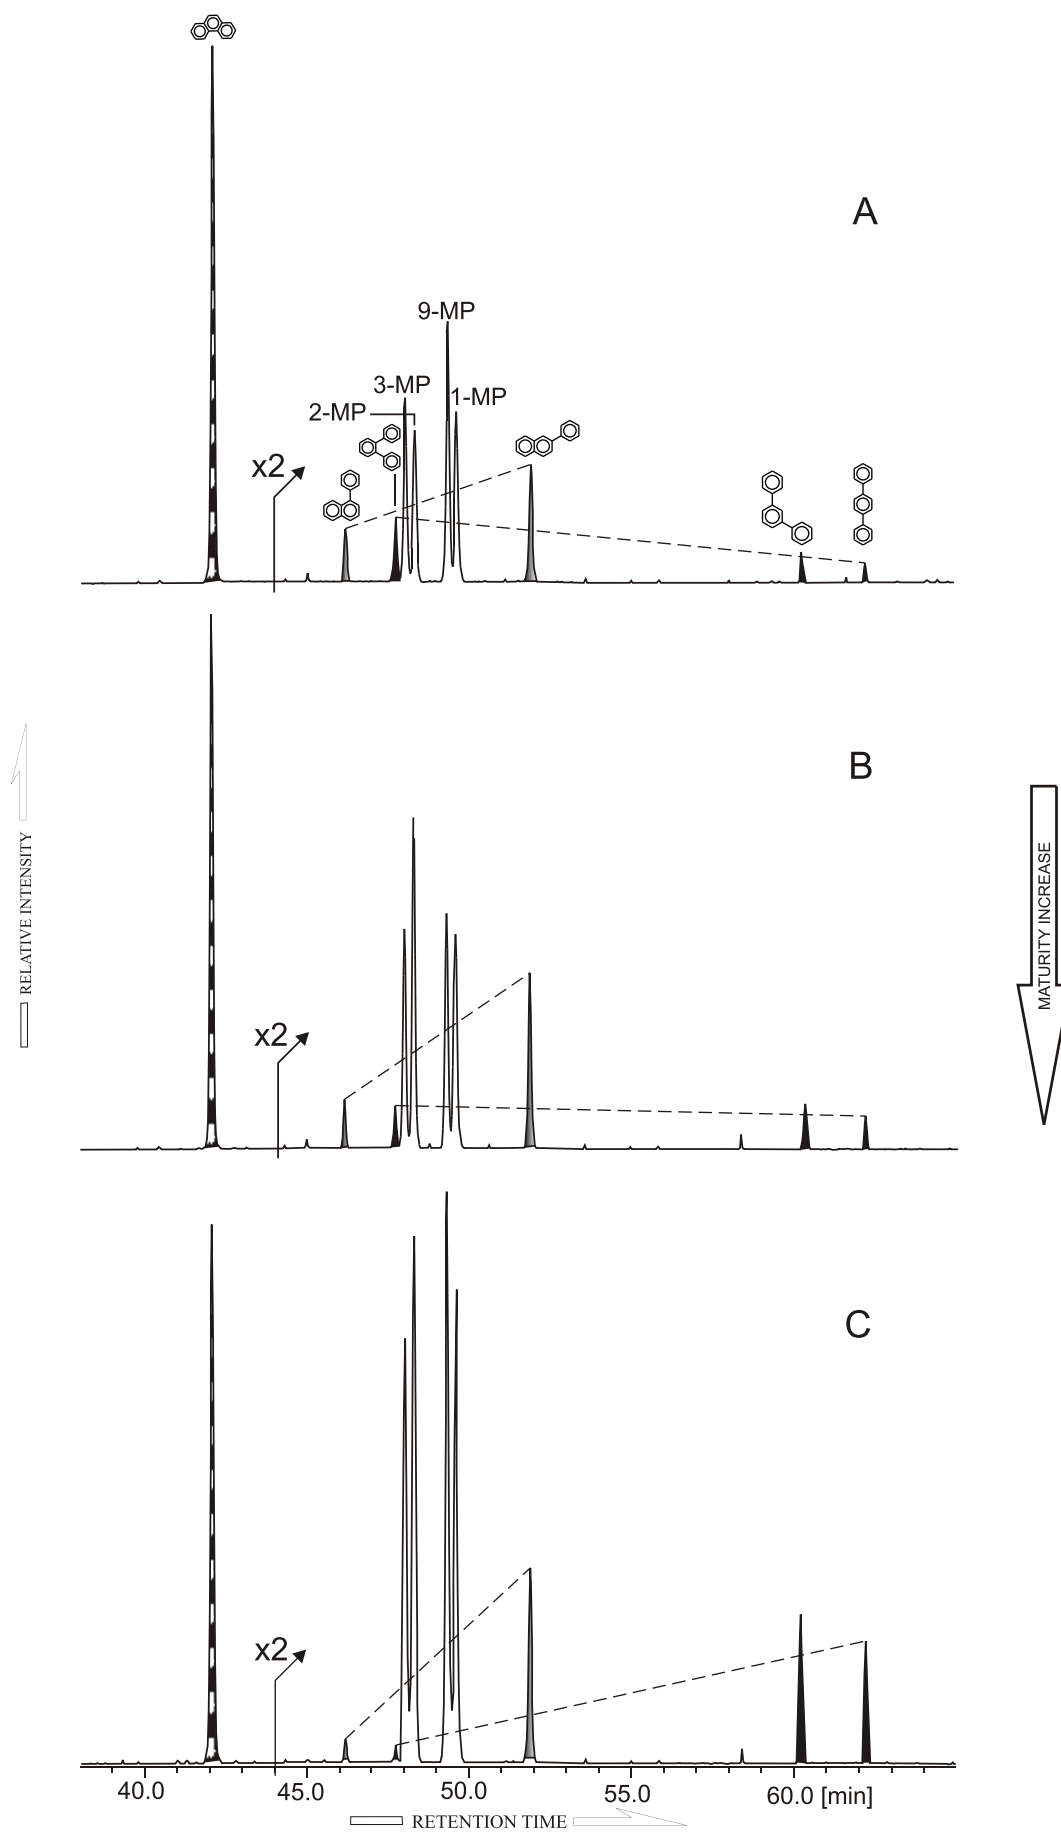 A
9-MP
3-MP
1-MP
2-MP
x2
B
x2
RELATIVE INTENSITY
MATURITY INCREASE
C
x2
40.0 45.0 50.0 55.0 60.0 [min]
RETENTION TIME